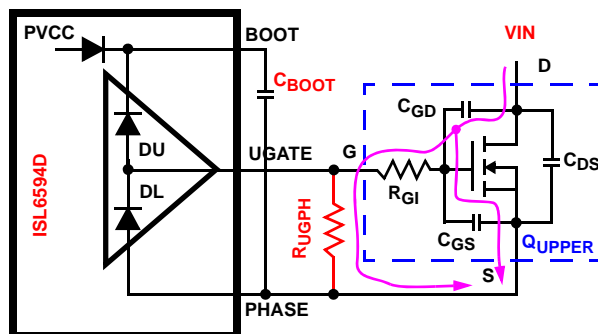 PVCC
BOOT
VIN
D
CBOOT
CGD
DU
UGATE
G
CDS
DL
RGI
ISL6594D
RUGPH
CGS
QUPPER
S
PHASE